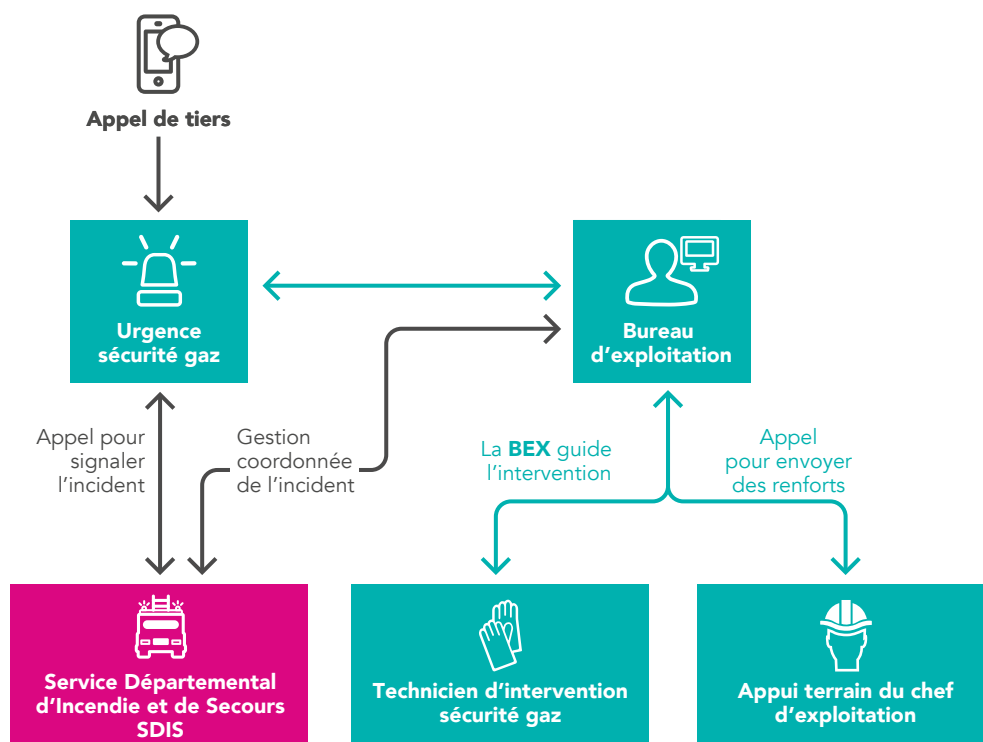 Appel de tiers
Urgence
sécurité gaz
Bureau
d'exploitation
Appel pour
signaler
l'incident
Gestion
coordonnée
de l'incident
La BEX guide
l'intervention
Appel
pour envoyer
des renforts
Service Départemental
d'Incendie et de Secours
SDIS
Technicien d'intervention
sécurité gaz
Appui terrain du chef
d'exploitation